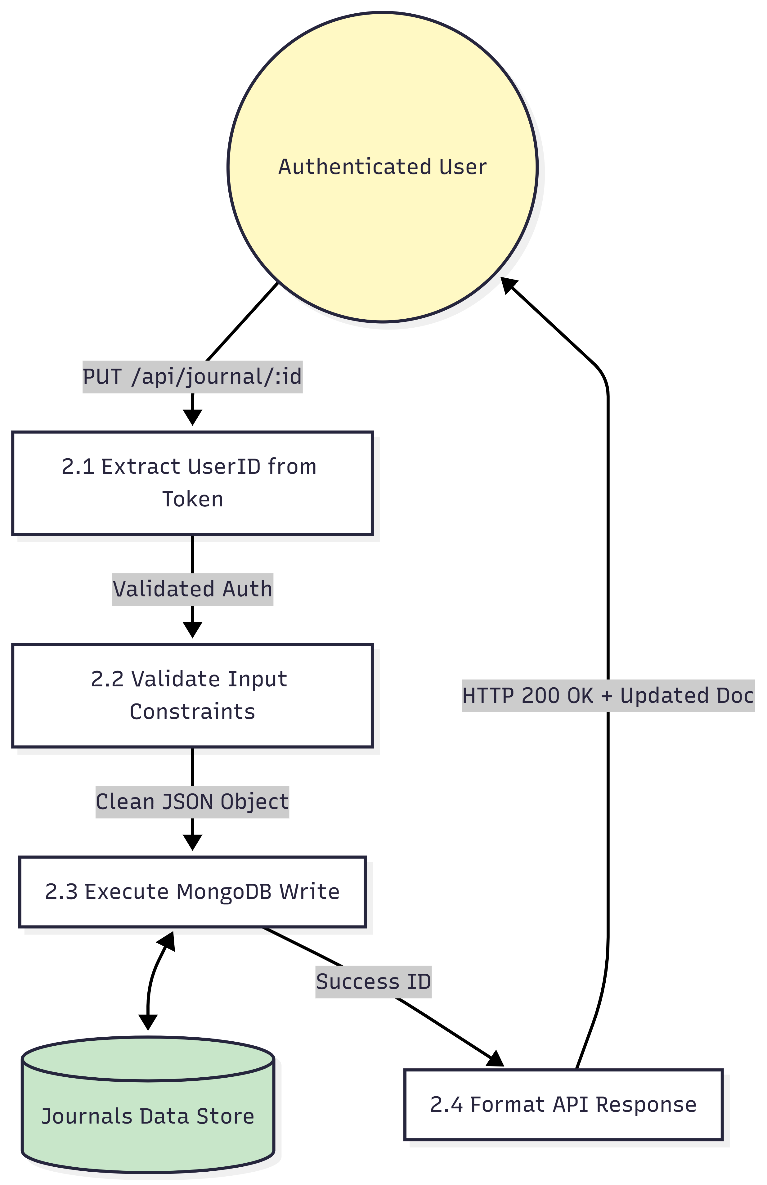 Authenticated User
PUT /api/journal/:id
2.1 Extract UserID from
Token
Validated Auth
2.2 Validate Input
Constraints
HTTP 200 OK + Updated Doc
Clean JSON Object
2.3 Execute MongoDB Write
Success ID
Journals Data Store
2.4 Format API Response